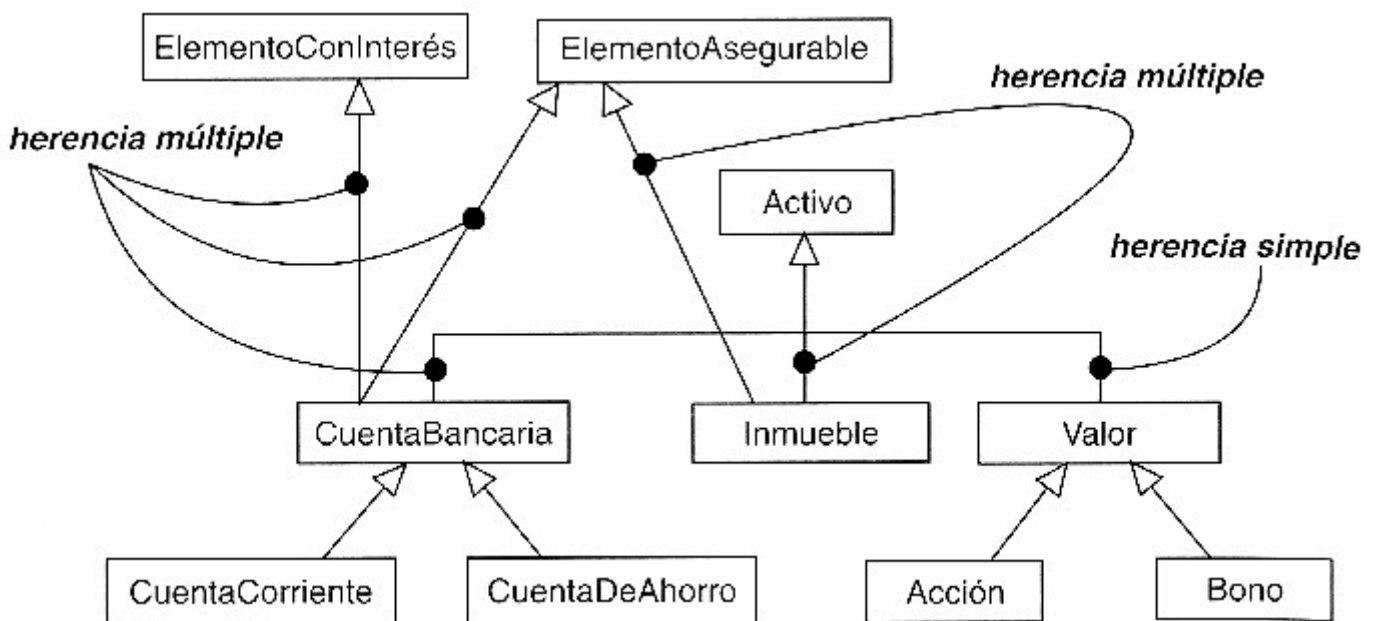 ElementoConInterés
ElementoAsegurable
herencia múltiple
herencia múltiple
Activo
herencia simple
CuentaBancaria
Inmueble
Valor
CuentaCorriente
CuentaDeAhorro
Acción
Bono